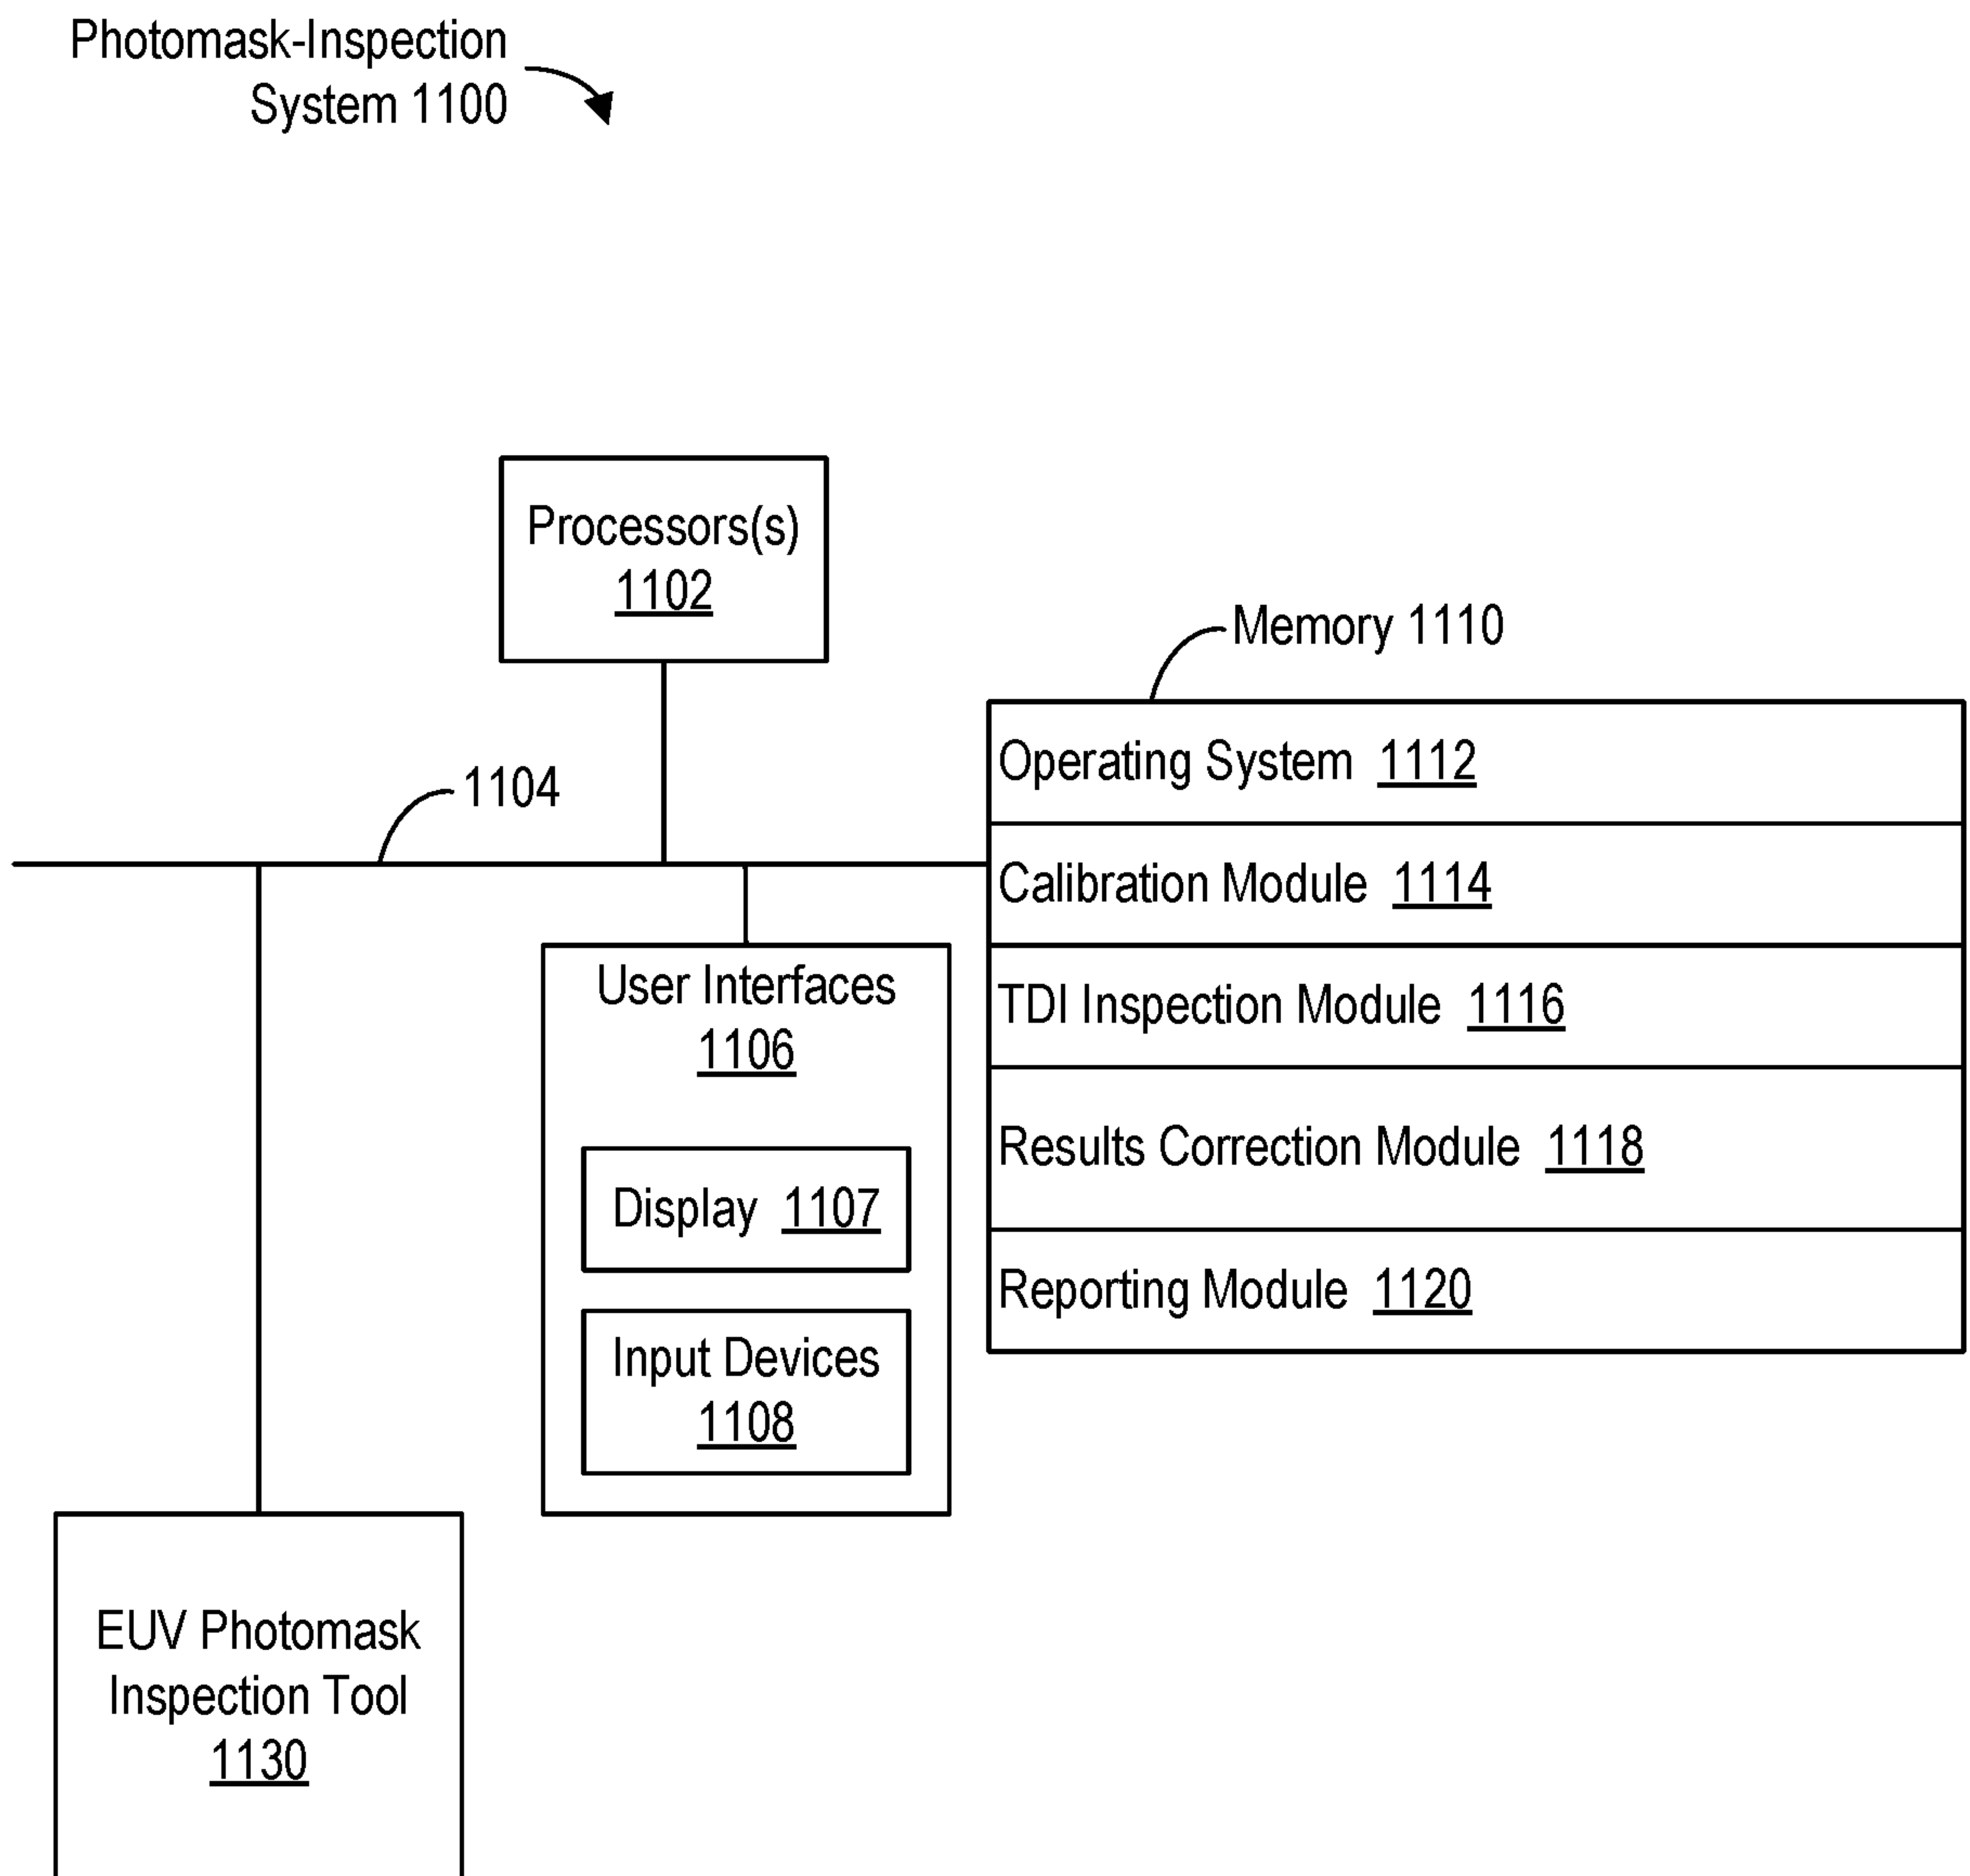 Photomask-Inspection
System 1100
Processors(s)
1102
Memory 1110
Operating System 1112
1104
Calibration Module 1114
User Interfaces
1106
TDI Inspection Module 1116
Results Correction Module 1118
Display 1107
Reporting Module 1120
Input Devices
1108
EUV Photomask
Inspection Tool
1130